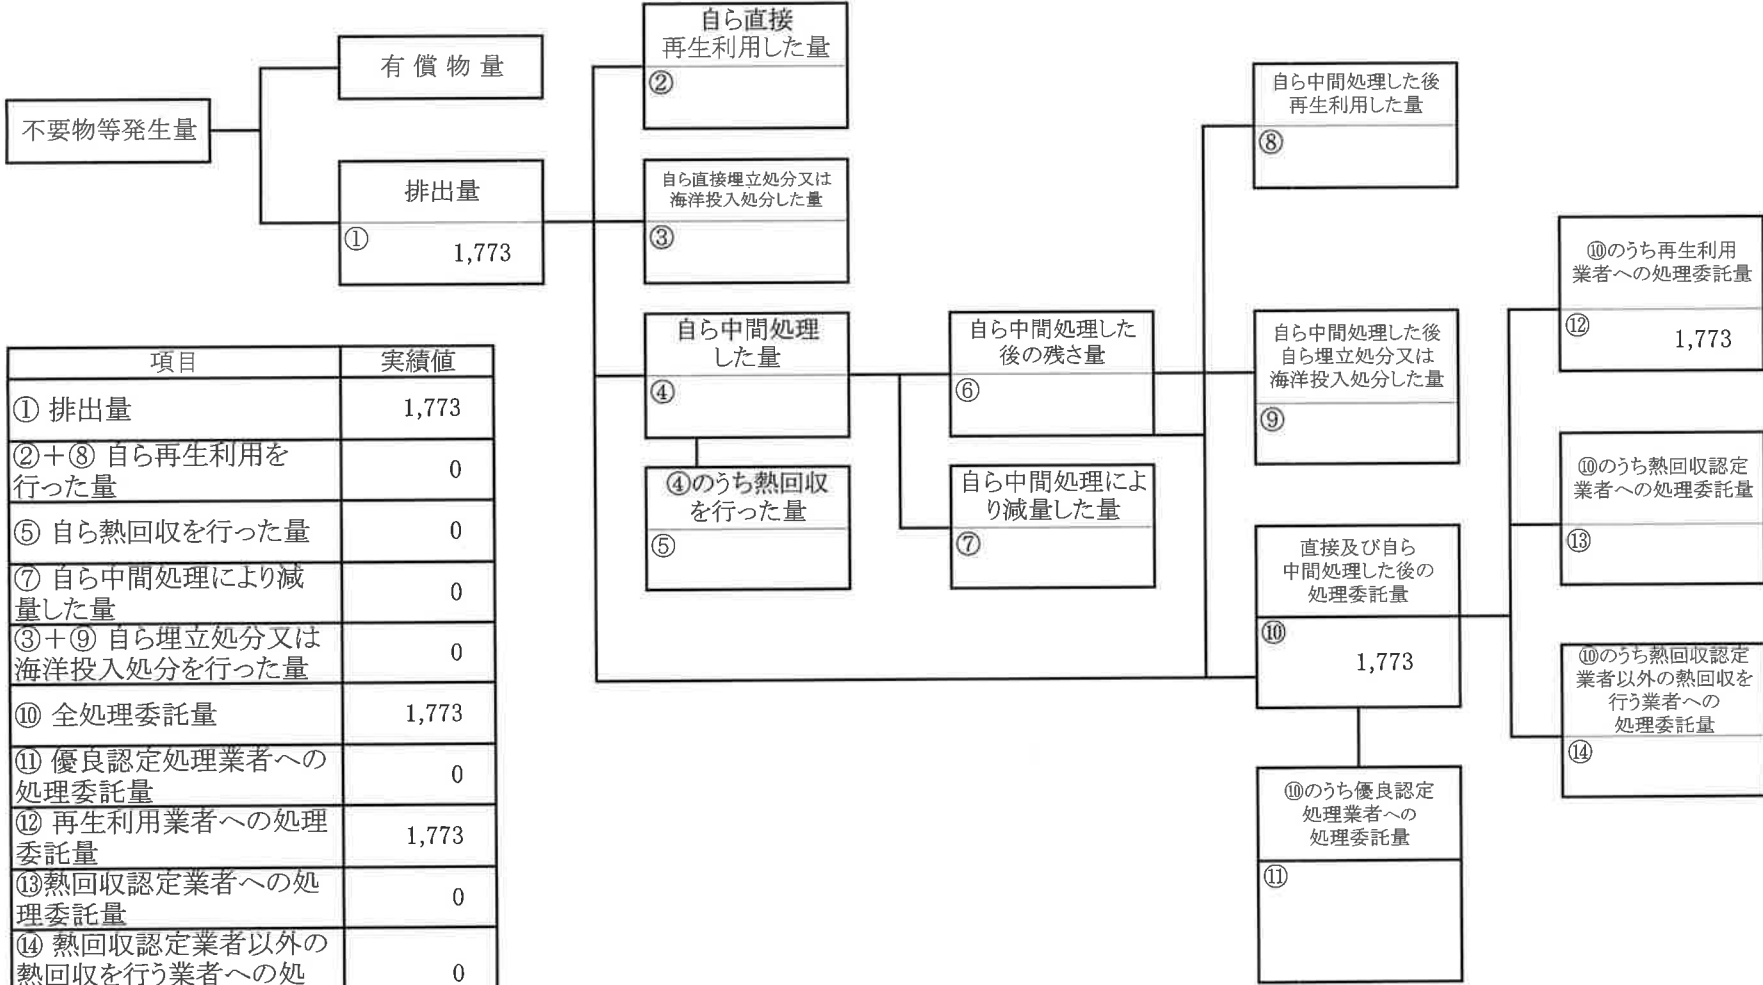 不要物等発生量
有償物量
排出量
①
1,773
自ら直接
再生利用した量
②
自ら直接埋立処分又は
海洋投入処分した量
③
自ら中間処理
した量
④
④のうち熱回収
を行った量
⑤
自ら中間処理した
後の残さ量
⑥
自ら中間処理によ
り減量した量
⑦
自ら中間処理した後
再生利用した量
⑧
自ら中間処理した後
自ら埋立処分又は
海洋投入処分した量
⑨
直接及び自ら
中間処理した後の
処理委託量
⑩
1,773
⑩のうち優良認定
処理業者への
処理委託量
⑪
⑩のうち再生利用
業者への処理委託量
⑫
1,773
⑩のうち熱回収認定
業者への処理委託量
⑬
⑩のうち熱回収認定
業者以外の熱回収を
行う業者への
処理委託量
⑭
項目 実績値
① 排出量 1,773
②+⑧ 自ら再生利用を
行った量 0
⑤ 自ら熱回収を行った量 0
⑦ 自ら中間処理により減
量した量 0
③+⑨ 自ら埋立処分又は
海洋投入処分を行った量 0
⑩ 全処理委託量 1,773
⑪ 優良認定処理業者への
処理委託量 0
⑫ 再生利用業者への処理
委託量 1,773
⑬熱回収認定業者への処
理委託量 0
⑭ 熱回収認定業者以外の
熱回収を行う業者への処 0